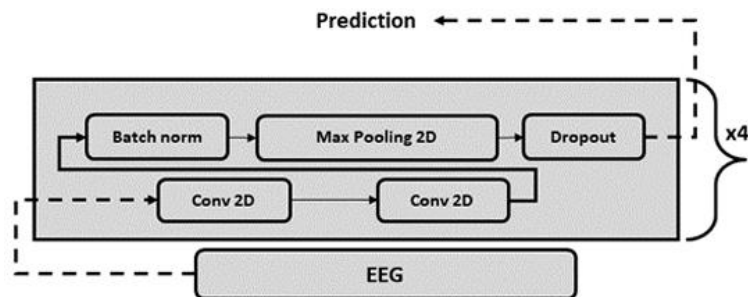 Prediction
Batch norm
Max Pooling 2D
Dropout
x4
Conv 2D
Conv 2D
EEG